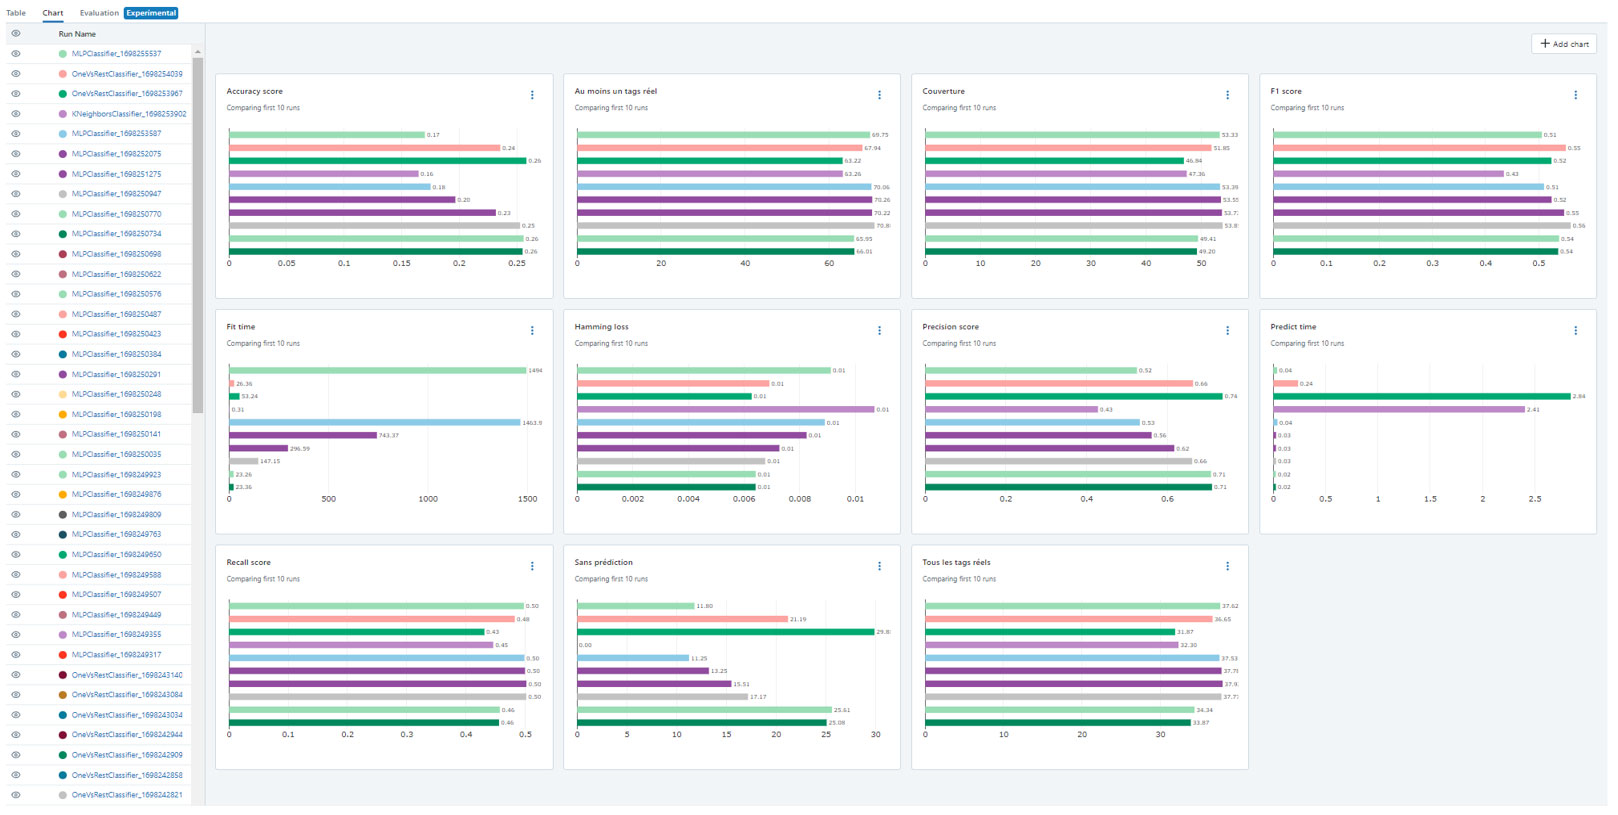 Table Chart Evaluation Experimental
Run Name
MLPClassifier_1698255537
OneVsRestClassifier_1698254039
OneVsRestClassifier_1698253967
KNeighborsClassifier_1698253902
MLPClassifier_1698253587
MLPClassifier_1698252075
MLPClassifier_1698251275
MLPClassifier_1698250947
MLPClassifier_1698250770
MLPClassifier_1698250734
MLPClassifier_1698250698
MLPClassifier_1698250622
MLPClassifier_1698250576
MLPClassifier_1698250487
MLPClassifier_1698250423
MLPClassifier_1698250384
MLPClassifier_1698250291
MLPClassifier_1698250248
MLPClassifier_1698250198
MLPClassifier_1698250141
MLPClassifier_1698250035
MLPClassifier_1698249923
MLPClassifier_1698249876
MLPClassifier_1698249809
MLPClassifier_1698249763
MLPClassifier_1698249650
MLPClassifier_1698249588
MLPClassifier_1698249507
MLPClassifier_1698249449
MLPClassifier_1698249355
MLPClassifier_1698249317
OneVsRestClassifier_1698243140
OneVsRestClassifier_1698243084
OneVsRestClassifier_1698243034
OneVsRestClassifier_1698242944
OneVsRestClassifier_1698242909
OneVsRestClassifier_1698242858
OneVsRestClassifier_1698242821
+ Add chart
Accuracy score
Comparing first 10 runs
0.17
0.24
0.26
0.16
0.18
0.20
0.23
0.25
0.26
0.26
0 0.05 0.1 0.15 0.2 0.25
Au moins un tags réel
Comparing first 10 runs
69.75
67.94
63.22
63.26
70.06
70.26
70.22
70.8
65.95
66.01
0 20 40 60
Couverture
Comparing first 10 runs
53.33
51.85
46.84
47.36
53.39
53.55
53.7
53.8
49.41
49.20
0 10 20 30 40 50
F1 score
Comparing first 10 runs
0.51
0.55
0.52
0.43
0.51
0.52
0.55
0.56
0.54
0.54
0 0.1 0.2 0.3 0.4 0.5
Fit time
Comparing first 10 runs
1494
26.36
53.24
0.31
1463.9
743.37
296.59
147.15
23.26
23.36
0 500 1000 1500
Hamming loss
Comparing first 10 runs
0.01
0.01
0.01
0.01
0.01
0.01
0.01
0.01
0.01
0.01
0 0.002 0.004 0.006 0.008 0.01
Precision score
Comparing first 10 runs
0.52
0.66
0.74
0.43
0.53
0.56
0.62
0.66
0.71
0.71
0 0.2 0.4 0.6
Predict time
Comparing first 10 runs
0.04
0.24
2.84
2.41
0.04
0.03
0.03
0.03
0.02
0.02
0 0.5 1 1.5 2 2.5
Recall score
Comparing first 10 runs
0.50
0.48
0.43
0.45
0.50
0.50
0.50
0.50
0.46
0.46
0 0.1 0.2 0.3 0.4 0.5
Sans prédiction
Comparing first 10 runs
11.80
21.19
29.8
0.00
11.25
13.25
15.51
17.17
25.61
25.08
0 5 10 15 20 25 30
Tous les tags réels
Comparing first 10 runs
37.62
36.65
31.87
32.30
37.53
37.7
37.9
37.7
34.34
33.87
0 10 20 30